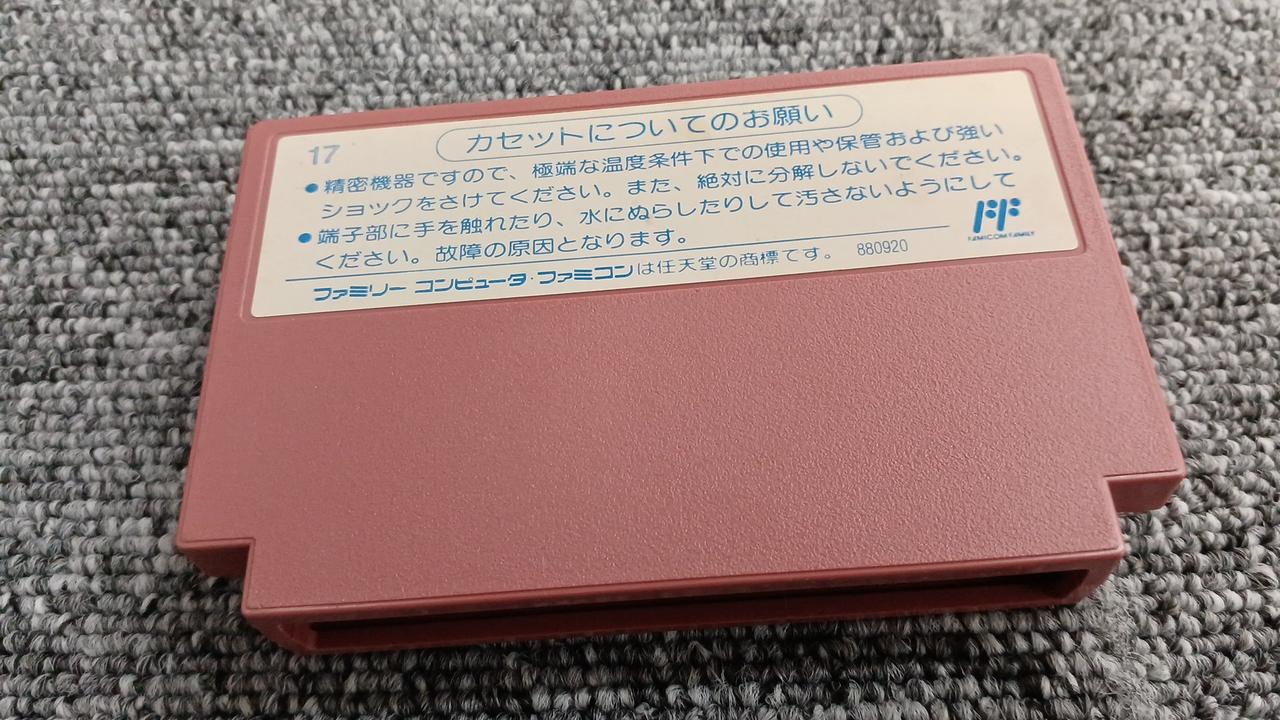 17
カセットについてのお願い
●精密機器ですので、極端な温度条件下での使用や保管および強い
ショックをさけてください。また、絶対に分解しないでください。
●端子部に手を触れたり、水にぬらしたりして汚さないようにして
ください。故障の原因となります。
FAMICOM FAMILY
ファミリー コンピュータ・ファミコンは任天堂の商標です。 880920